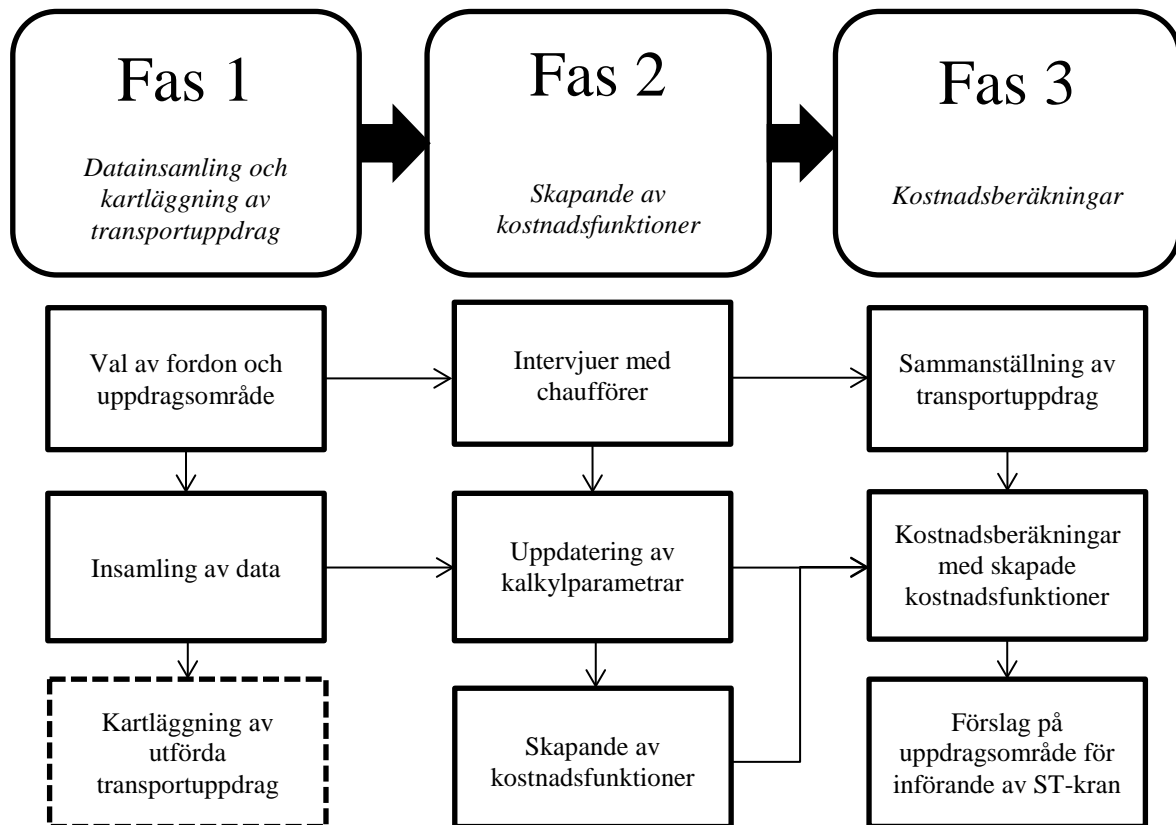 Fas 1
Datainsamling och
kartläggning av
transportuppdrag
Fas 2
Skapande av
kostnadsfunktioner
Fas 3
Kostnadsberäkningar
Val av fordon och
uppdragsområde
Intervjuer med
chaufförer
Sammanställning av
transportuppdrag
Insamling av data
Uppdatering av
kalkylparametrar
Kostnadsberäkningar
med skapade
kostnadsfunktioner
Kartläggning av
utförda
transportuppdrag
Skapande av
kostnadsfunktioner
Förslag på
uppdragsområde för
införande av ST-kran